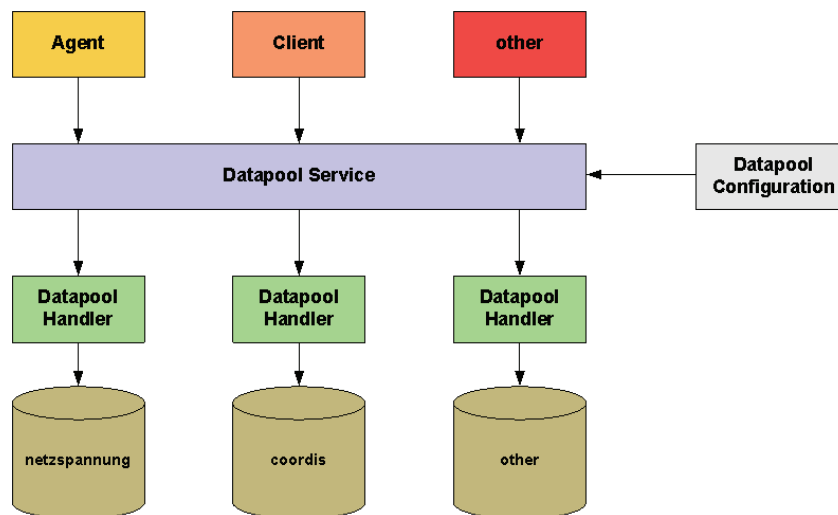 Agent
Client
other
Datapool Service
Datapool
Configuration
Datapool
Handler
Datapool
Handler
Datapool
Handler
netzspannung
coordis
other